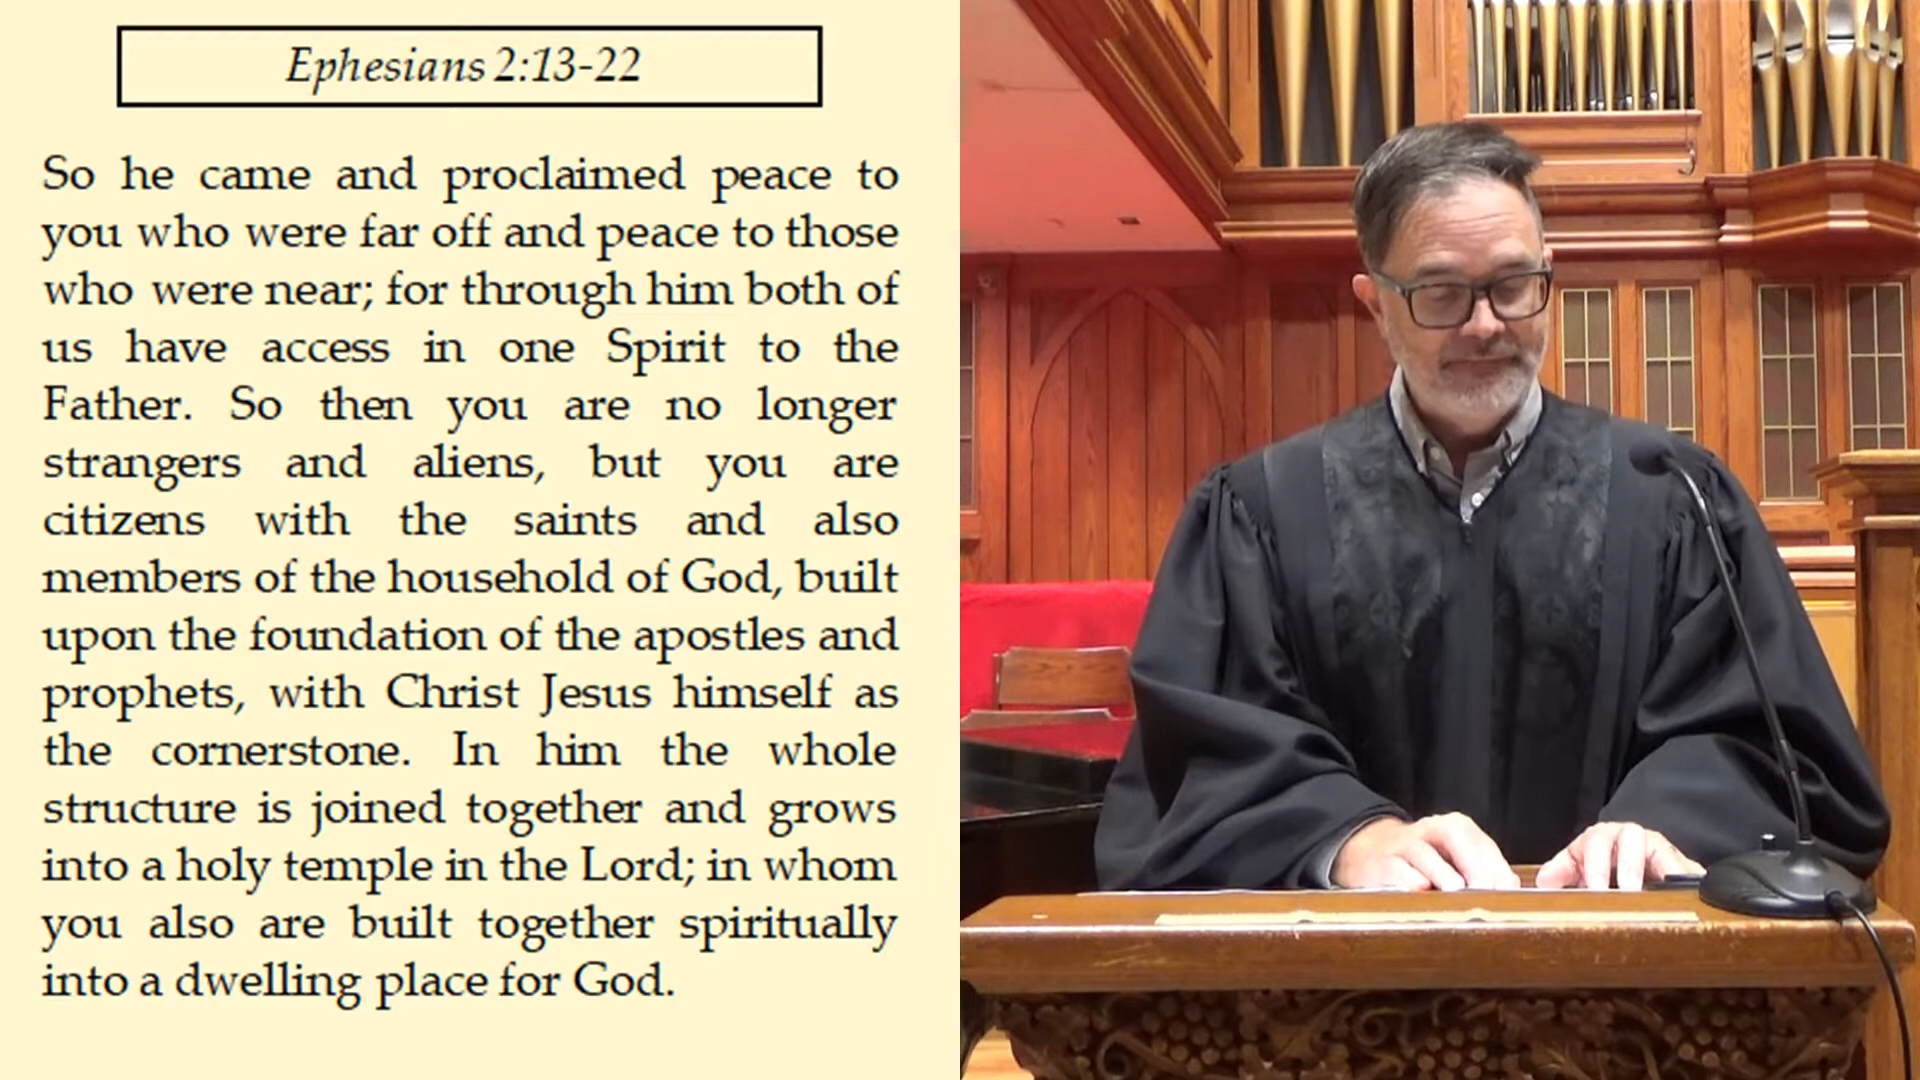 Ephesians 2:13-22
So he came and proclaimed peace to
you who were far off and peace to those
who were near; for through him both of
us have access in one Spirit to the
Father. So then you are no longer
strangers and aliens, but you are
citizens with the saints and also
members of the household of God, built
upon the foundation of the apostles and
prophets, with Christ Jesus himself as
the cornerstone. In him the whole
structure is joined together and grows
into a holy temple in the Lord; in whom
you also are built together spiritually
into a dwelling place for God.